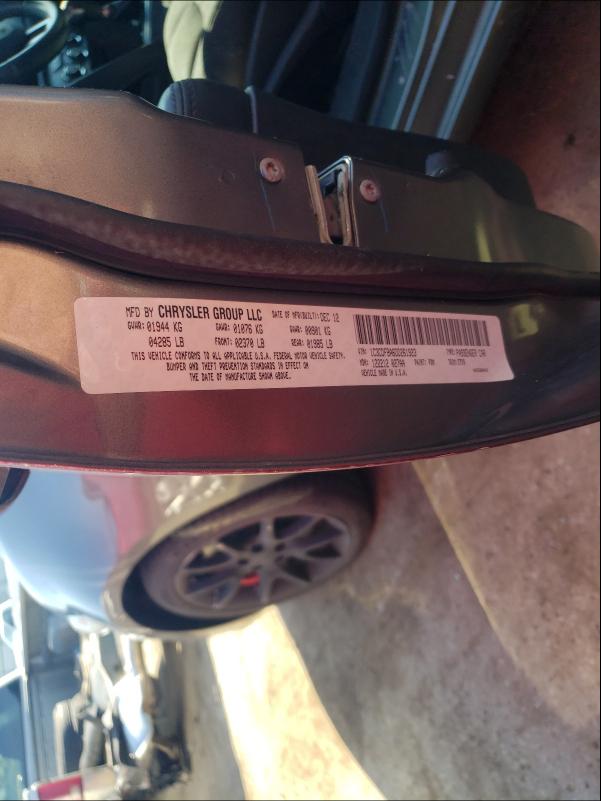 MFD BY CHRYSLER GROUP LLC
DATE OF MFR(BUILT): DEC 12
GVWR: 01944 KG GAWR: 01076 KG GAWR: 00901 KG
04285 LB FRONT: 02370 LB REAR: 01985 LB
THIS VEHICLE CONFORMS TO ALL APPLICABLE U.S.A. FEDERAL MOTOR VEHICLE SAFETY,
BUMPER AND THEFT PREVENTION STANDARDS IN EFFECT ON
THE DATE OF MANUFACTURE SHOWN ABOVE.
TYPE: PASSENGER CAR
PAINT:
VEHICLE MADE IN U.S.A.